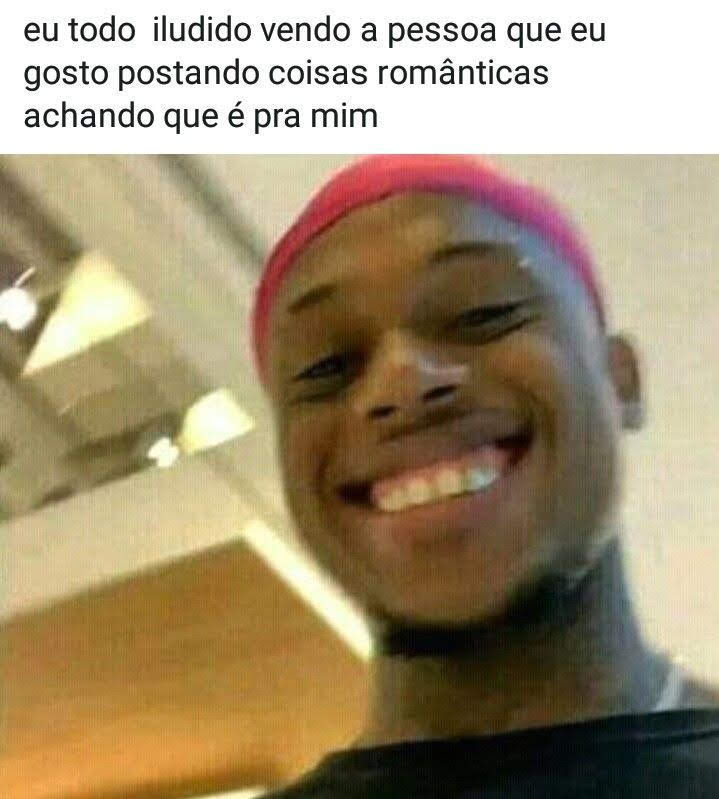 eu todo iludido vendo a pessoa que eu
gosto postando coisas românticas
achando que é pra mim